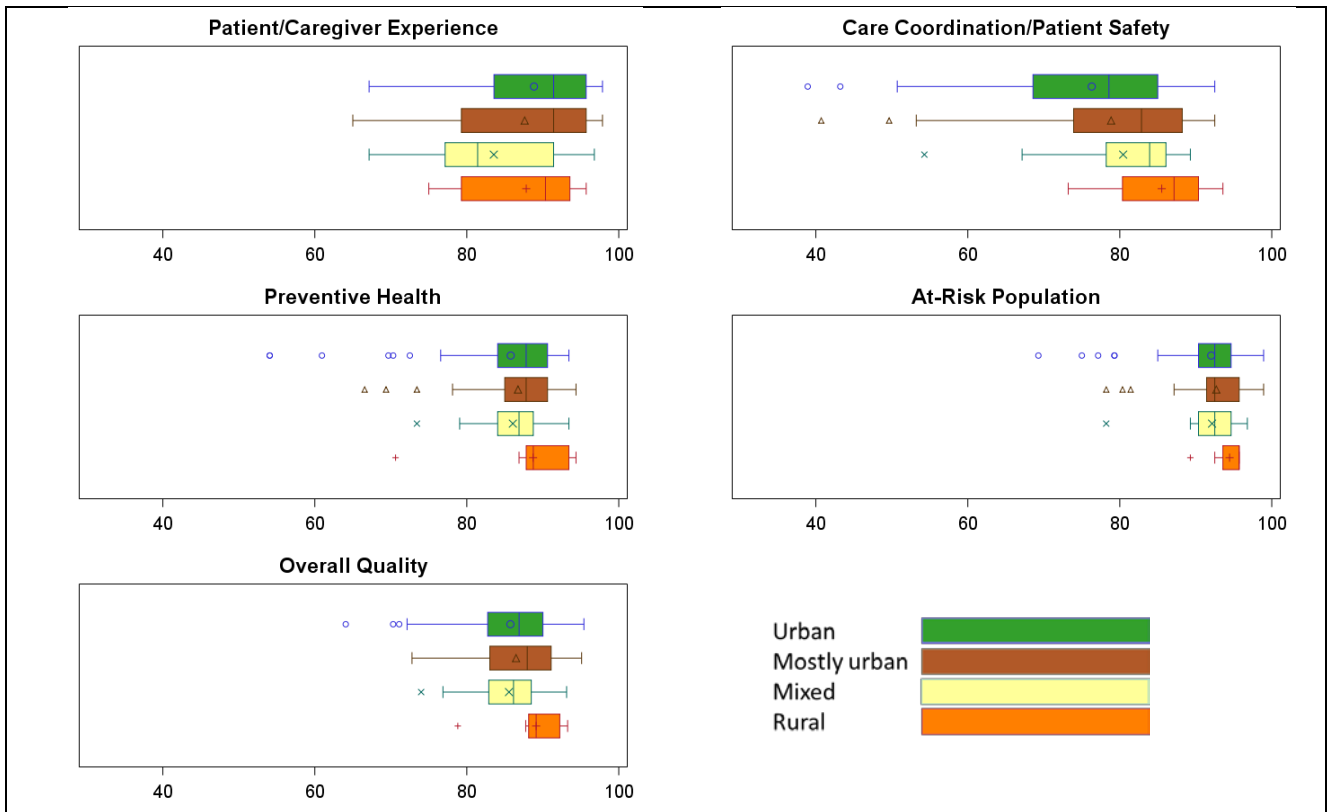 Patient/Caregiver Experience
40 60 80 100
Care Coordination/Patient Safety
40 60 80 100
Preventive Health
40 60 80 100
At-Risk Population
40 60 80 100
Overall Quality
40 60 80 100
Urban
Mostly urban
Mixed
Rural